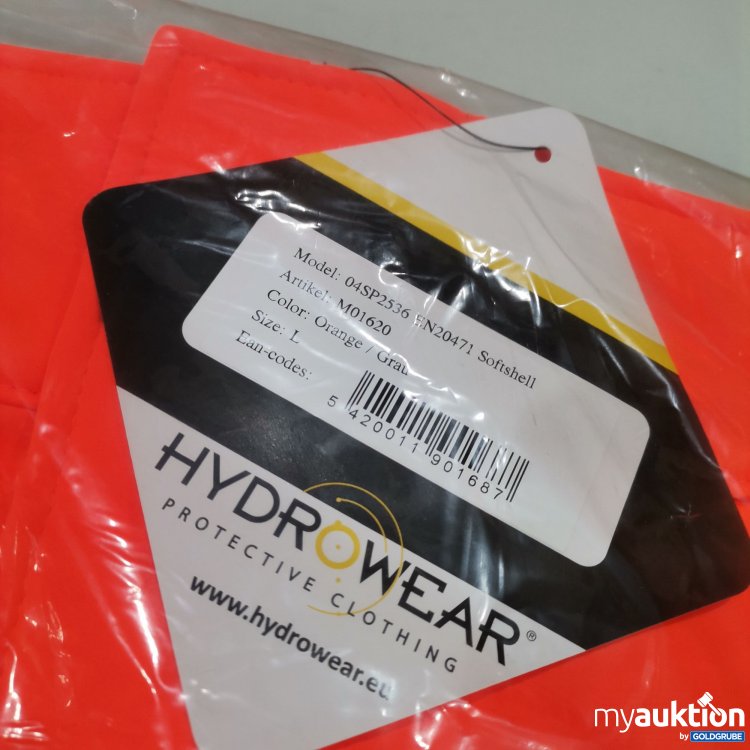 Model: 04SP2536 EN20471 Softshell
Artikel: M01620
Color: Orange / Grau
Size: L
Ean-codes:
5 420011 901687
HYDROWEAR®
PROTECTIVE CLOTHING
www.hydrowear.eu
myauktion
by GOLDGRUBE